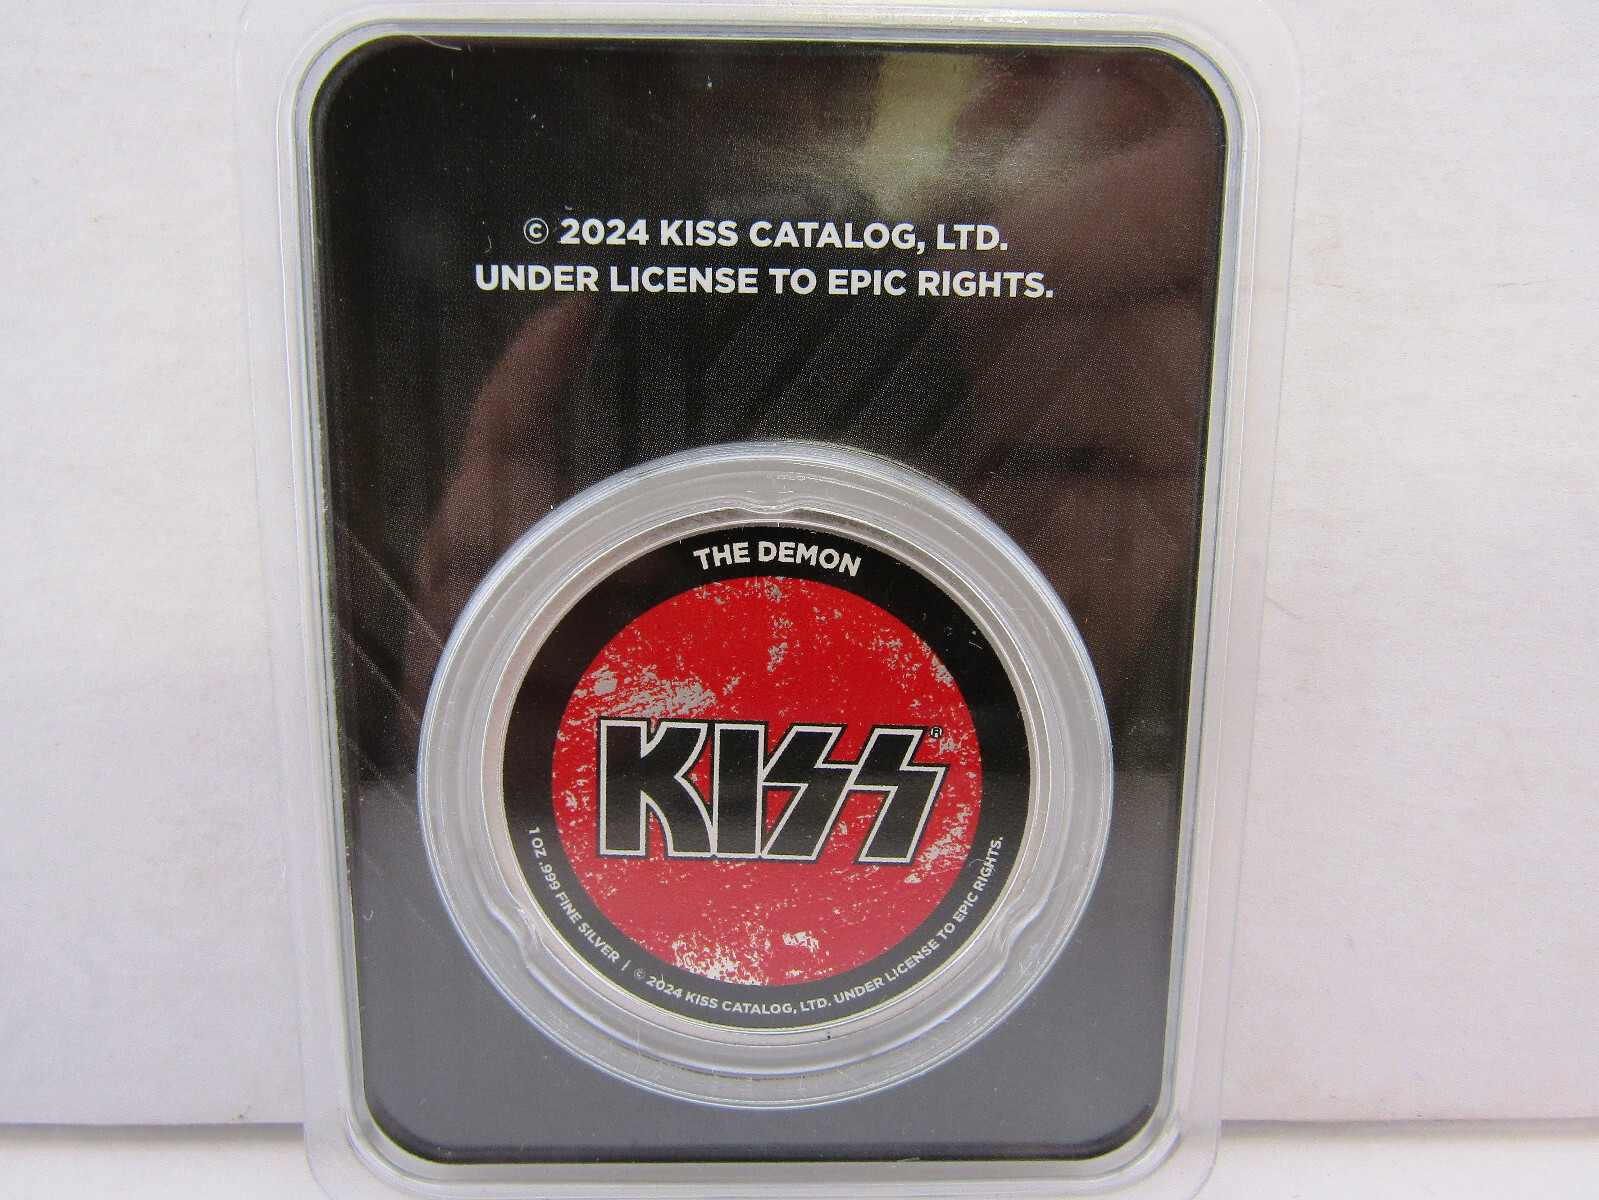 © 2024 KISS CATALOG, LTD.
UNDER LICENSE TO EPIC RIGHTS.
THE DEMON
KISS®
1 OZ .999 FINE SILVER | © 2024 KISS CATALOG, LTD. UNDER LICENSE TO EPIC RIGHTS.